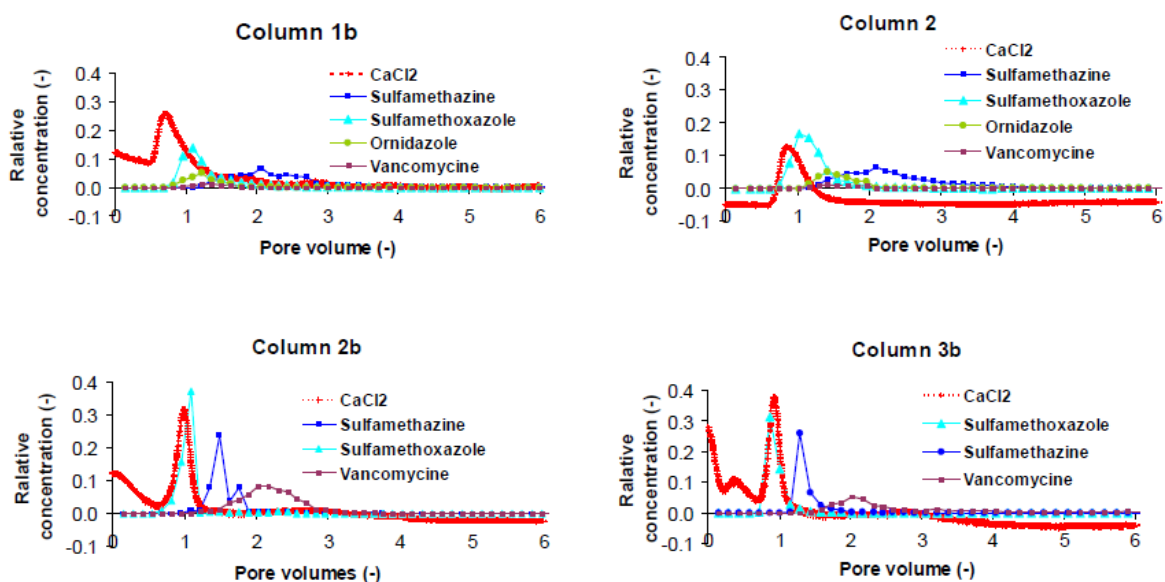 Column 1b
CaCl2
Sulfamethazine
Sulfamethoxazole
Ornidazole
Vancomycine
Ralative
concentration (-)
0.4
0.3
0.2
0.1
0.0
-0.1
0 1 2 3 4 5 6
Pore volume (-)
Column 2
CaCl2
Sulfamethazine
Sulfamethoxazole
Ornidazole
Vancomycine
Ralative
concentration (-)
0.4
0.3
0.2
0.1
0.0
-0.1
0 1 2 3 4 5 6
Pore volume (-)
Column 2b
CaCl2
Sulfamethazine
Sulfamethoxazole
Vancomycine
Ralative
concentration (-)
0.4
0.3
0.2
0.1
0.0
-0.1
0 1 2 3 4 5 6
Pore volumes (-)
Column 3b
CaCl2
Sulfamethoxazole
Sulfamethazine
Vancomycine
Ralative
concentration (-)
0.4
0.3
0.2
0.1
0.0
-0.1
0 1 2 3 4 5 6
Pore volume (-)